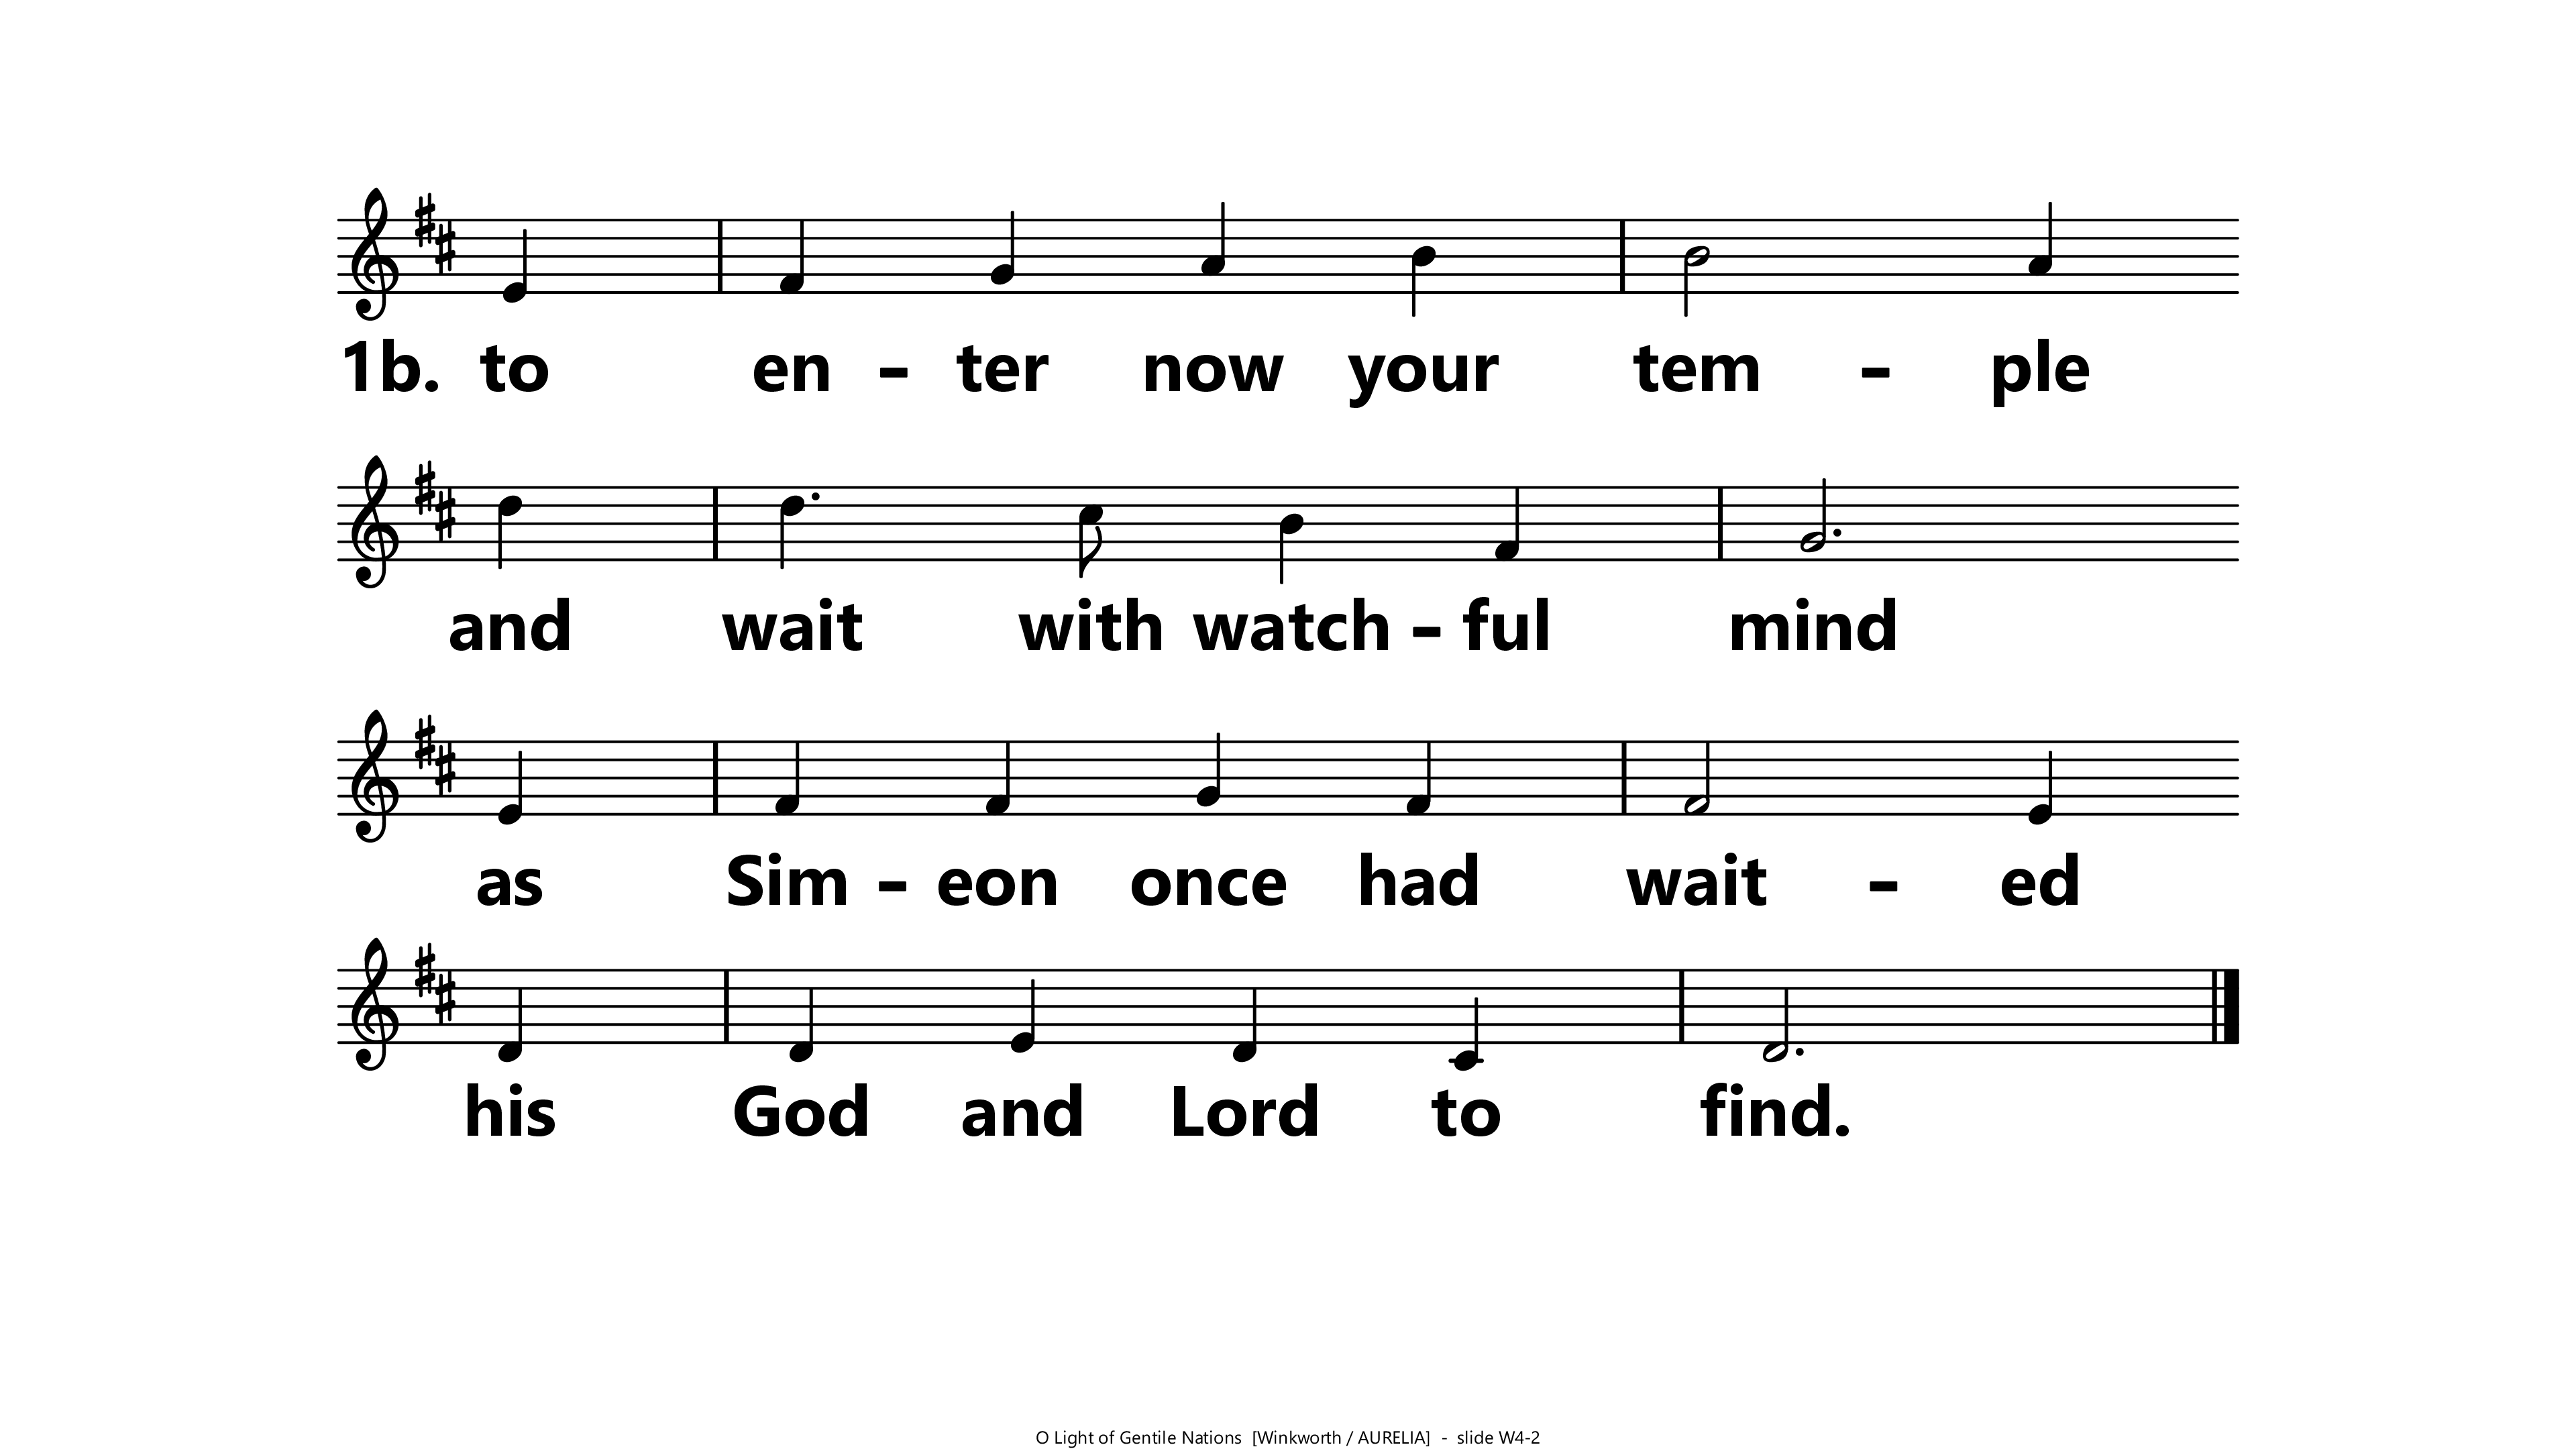 1b. to en - ter now your tem - ple
and wait with watch - ful mind
as Sim - eon once had wait - ed
his God and Lord to find.
O Light of Gentile Nations [Winkworth / AURELIA] - slide W4-2